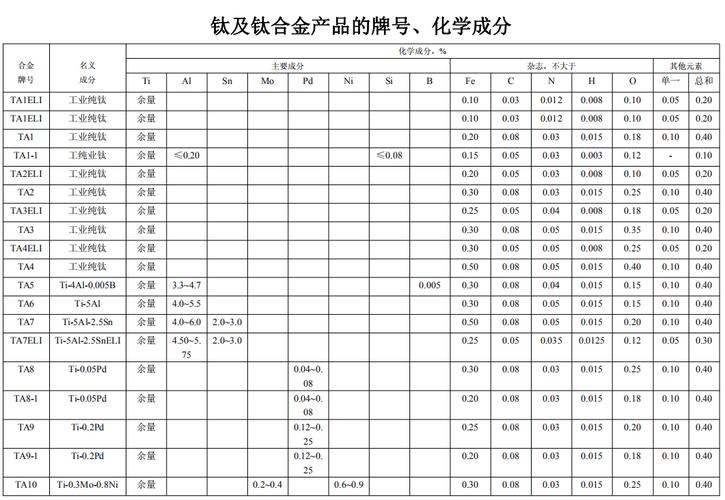 钛及钛合金产品的牌号、化学成分
合金牌号 名义成分 化学成分，%
主要成分 杂志，不大于 其他元素
Ti Al Sn Mo Pd Ni Si B Fe C N H O 单一 总和
TA1ELI 工业纯钛 余量 0.10 0.03 0.012 0.008 0.10 0.05 0.20
TA1ELI 工业纯钛 余量 0.10 0.03 0.012 0.008 0.10 0.05 0.20
TA1 工业纯钛 余量 0.20 0.08 0.03 0.015 0.18 0.10 0.40
TA1-1 工纯业钛 余量 ≤0.20 ≤0.08 0.15 0.05 0.03 0.003 0.12 - 0.10
TA2ELI 工业纯钛 余量 0.20 0.05 0.03 0.008 0.10 0.05 0.20
TA2 工业纯钛 余量 0.30 0.08 0.03 0.015 0.25 0.10 0.40
TA3ELI 工业纯钛 余量 0.25 0.05 0.04 0.008 0.18 0.05 0.20
TA3 工业纯钛 余量 0.30 0.08 0.05 0.015 0.35 0.10 0.40
TA4ELI 工业纯钛 余量 0.30 0.05 0.05 0.008 0.25 0.05 0.20
TA4 工业纯钛 余量 0.50 0.08 0.05 0.015 0.40 0.10 0.40
TA5 Ti-4Al-0.005B 余量 3.3~4.7 0.005 0.30 0.08 0.04 0.015 0.15 0.10 0.40
TA6 Ti-5Al 余量 4.0~5.5 0.30 0.08 0.05 0.015 0.15 0.10 0.40
TA7 Ti-5Al-2.5Sn 余量 4.0~6.0 2.0~3.0 0.50 0.08 0.05 0.015 0.20 0.10 0.40
TA7ELI Ti-5Al-2.5SnELI 余量 4.50~5.75 2.0~3.0 0.25 0.05 0.035 0.0125 0.12 0.05 0.30
TA8 Ti-0.05Pd 余量 0.04~0.08 0.30 0.08 0.03 0.015 0.25 0.10 0.40
TA8-1 Ti-0.05Pd 余量 0.04~0.08 0.20 0.08 0.03 0.015 0.18 0.10 0.40
TA9 Ti-0.2Pd 余量 0.12~0.25 0.25 0.08 0.03 0.015 0.20 0.10 0.40
TA9-1 Ti-0.2Pd 余量 0.12~0.25 0.20 0.08 0.03 0.015 0.18 0.10 0.40
TA10 Ti-0.3Mo-0.8Ni 余量 0.2~0.4 0.6~0.9 0.30 0.08 0.03 0.015 0.25 0.10 0.40